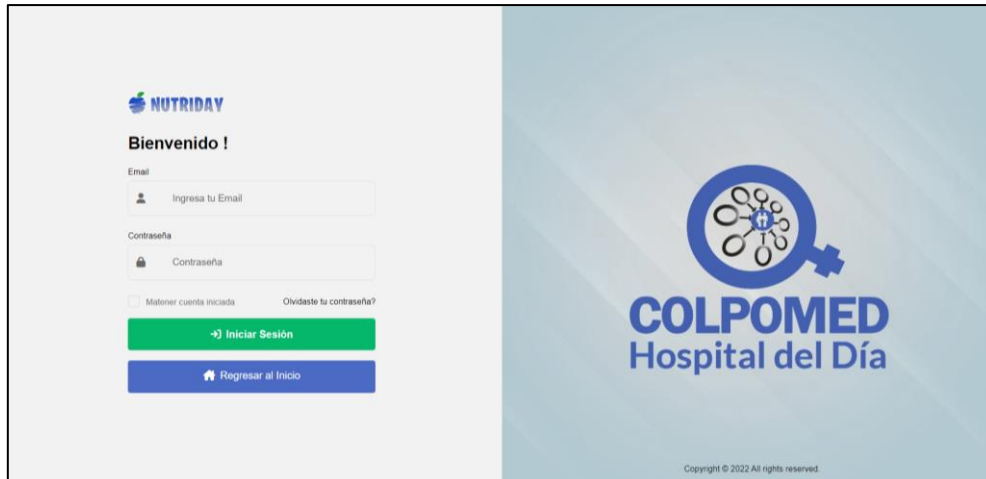 NUTRIDAY
Bienvenido !
Email
Ingresa tu Email
Contraseña
Contraseña
Matener cuenta iniciada Olvidaste tu contraseña?
Iniciar Sesión
Regresar al Inicio
COLPOMED
Hospital del Día
Copyright © 2022 All rights reserved.